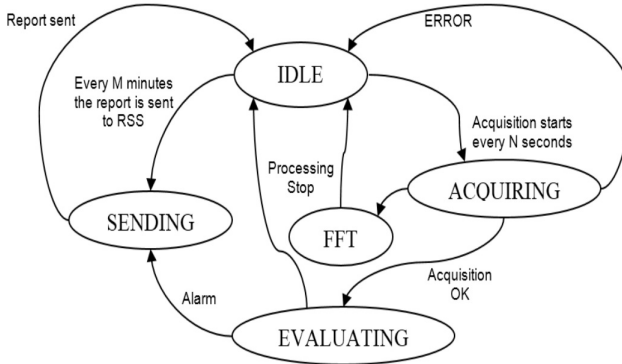 Report sent
ERROR
IDLE
Every M minutes
the report is sent
to RSS
Acquisition starts
every N seconds
Processing
Stop
ACQUIRING
SENDING
FFT
Acquisition
OK
Alarm
EVALUATING